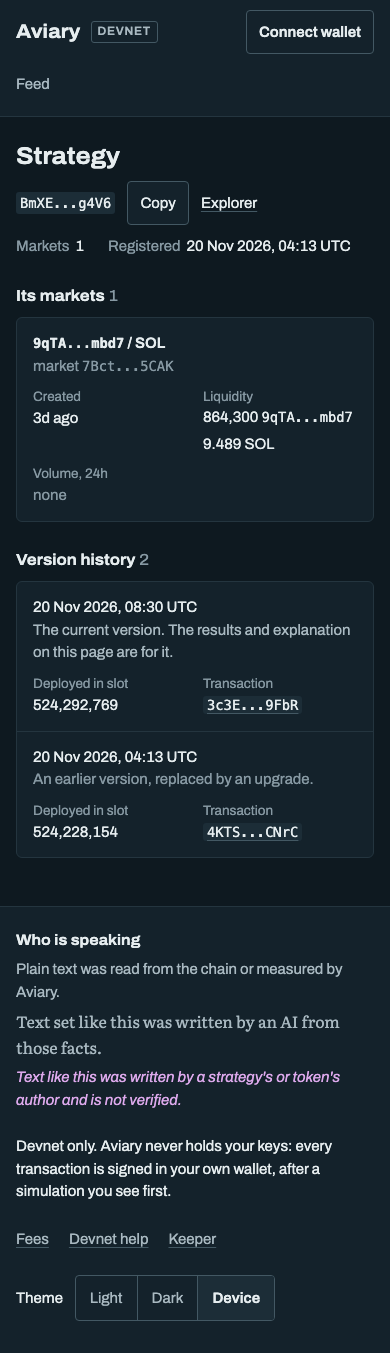 Aviary DEVNET Connect wallet
Feed
Strategy
BmXE...g4V6 Copy Explorer
Markets 1 Registered 20 Nov 2026, 04:13 UTC
Its markets 1
9qTA...mbd7 / SOL
market 7Bct...5CAK
Created Liquidity
3d ago 864,300 9qTA...mbd7
9.489 SOL
Volume, 24h
none
Version history 2
20 Nov 2026, 08:30 UTC
The current version. The results and explanation
on this page are for it.
Deployed in slot Transaction
524,292,769 3c3E...9FbR
20 Nov 2026, 04:13 UTC
An earlier version, replaced by an upgrade.
Deployed in slot Transaction
524,228,154 4KTS...CNrC
Who is speaking
Plain text was read from the chain or measured by
Aviary.
Text set like this was written by an AI from
those facts.
Text like this was written by a strategy's or token's
author and is not verified.
Devnet only. Aviary never holds your keys: every
transaction is signed in your own wallet, after a
simulation you see first.
Fees Devnet help Keeper
Theme Light Dark Device